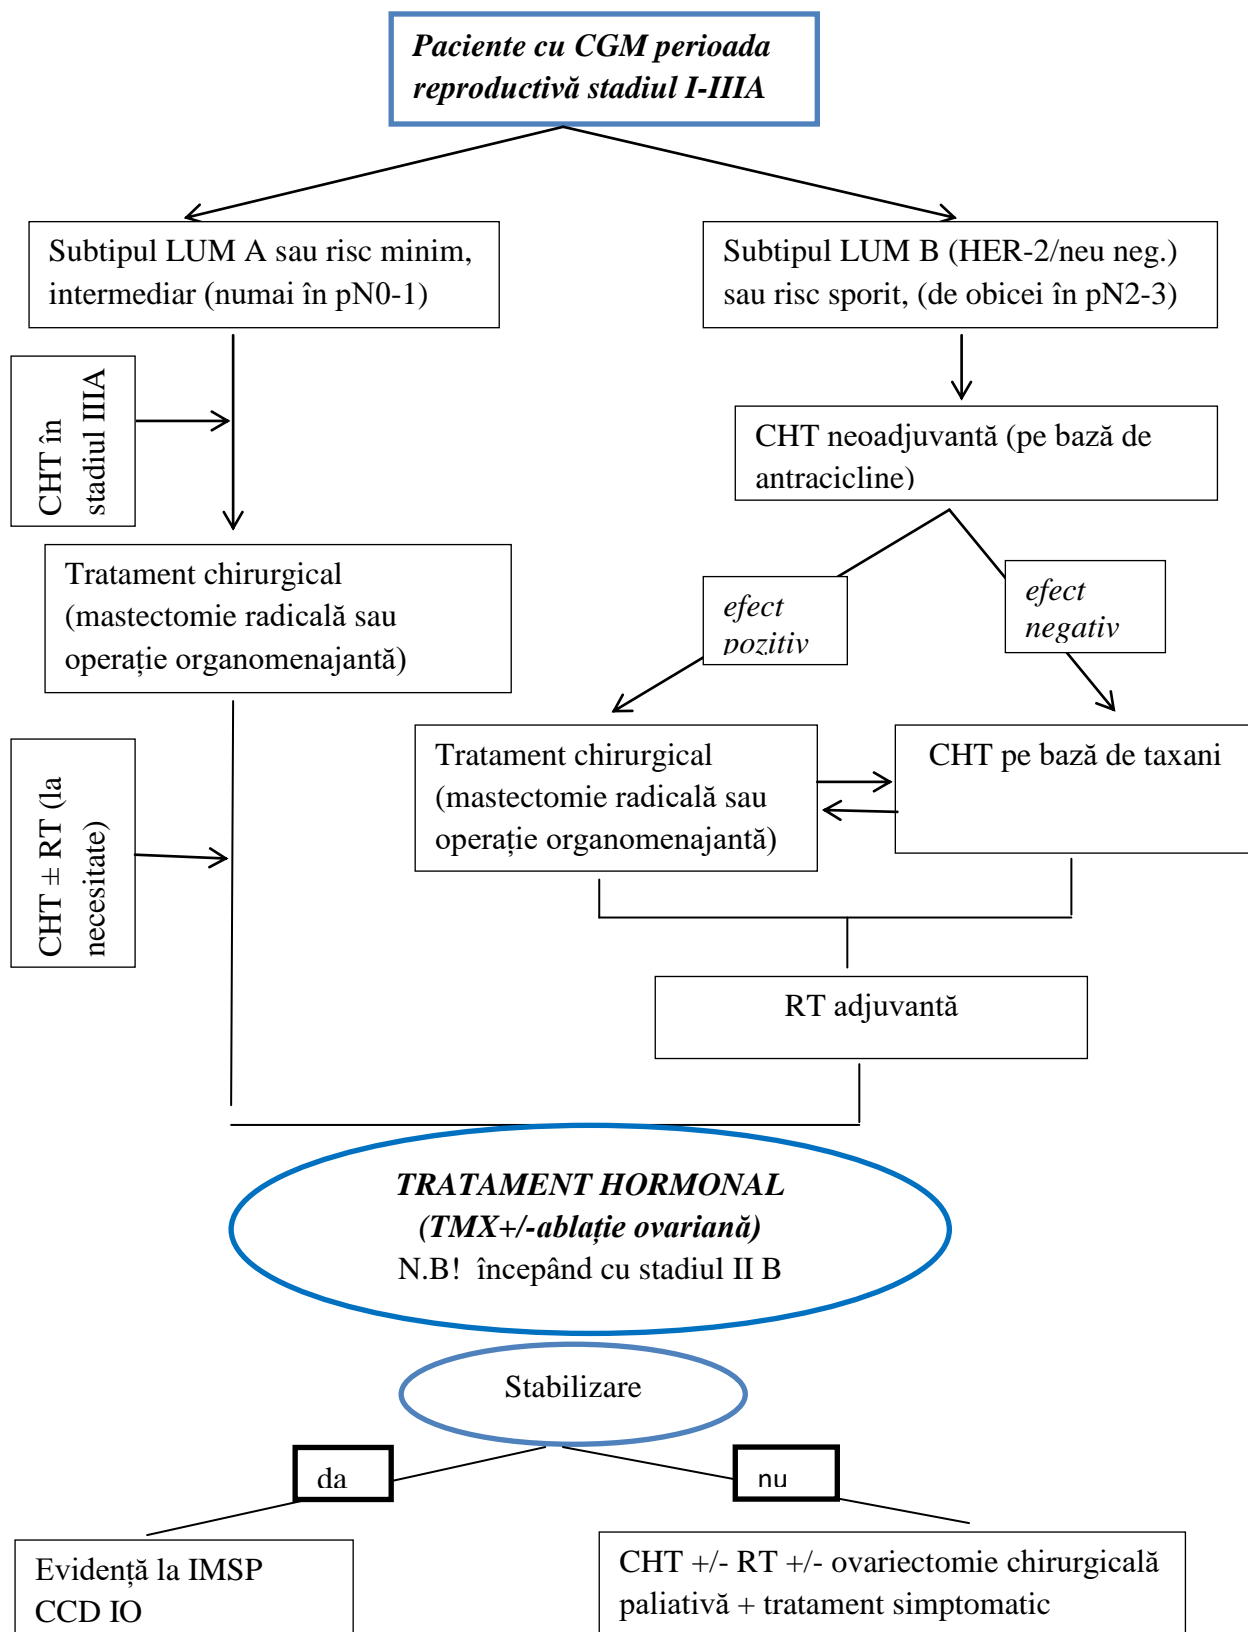 Paciente cu CGM perioada
reproductivă stadiul I-IIIA
Subtipul LUM A sau risc minim,
intermediar (numai în pN0-1)
Subtipul LUM B (HER-2/neu neg.)
sau risc sporit, (de obicei în pN2-3)
CHT în
stadiul IIIA
CHT neoadjuvantă (pe bază de
antracicline)
Tratament chirurgical
(mastectomie radicală sau
operație organomenajantă)
efect
pozitiv
efect
negativ
CHT ± RT (la
necesitate)
Tratament chirurgical
(mastectomie radicală sau
operație organomenajantă)
CHT pe bază de taxani
RT adjuvantă
TRATAMENT HORMONAL
(TMX+/-ablație ovariană)
N.B! începând cu stadiul II B
Stabilizare
da
nu
Evidență la IMSP
CCD IO
CHT +/- RT +/- ovariectomie chirurgicală
paliativă + tratament simptomatic